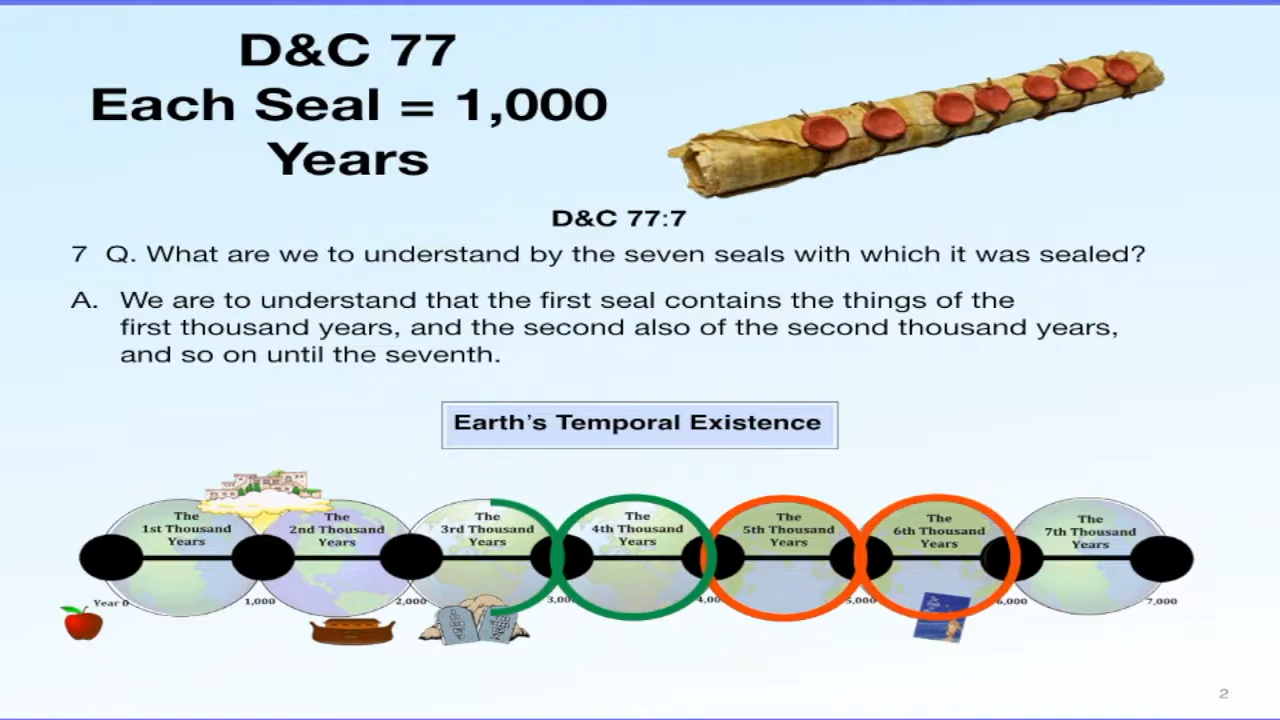 D&C 77
Each Seal = 1,000
Years
D&C 77:7
7 Q. What are we to understand by the seven seals with which it was sealed?
A. We are to understand that the first seal contains the things of the
first thousand years, and the second also of the second thousand years,
and so on until the seventh.
Earth’s Temporal Existence
The
1st Thousand
Years
The
2nd Thousand
Years
The
3rd Thousand
Years
The
4th Thousand
Years
The
5th Thousand
Years
The
6th Thousand
Years
The
7th Thousand
Years
Year 0
1,000
2,000
7,000
2